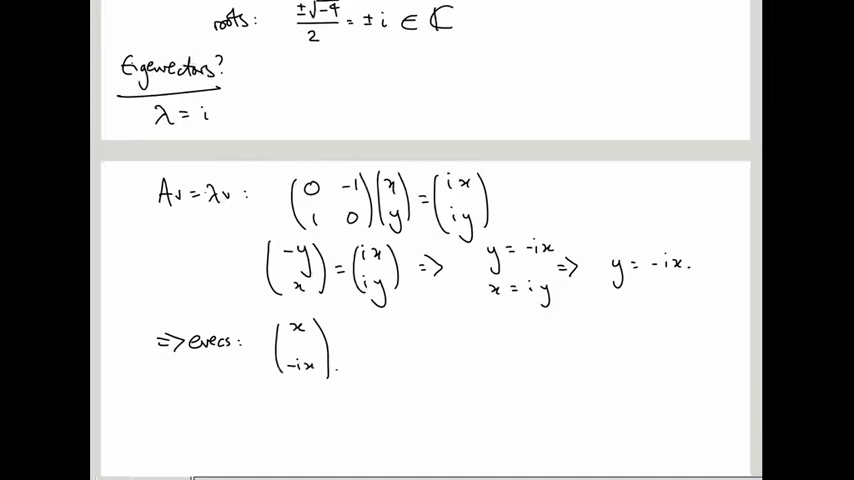 roots: ±√-4/2 = ± i ∈ ℂ
Eigenvectors?
λ = i
Av = λv : (0 -1; 1 0)(x; y) = (ix; iy)
(-y; x) = (ix; iy) => y = -ix, x = iy => y = -ix.
=> evecs: (x; -ix).